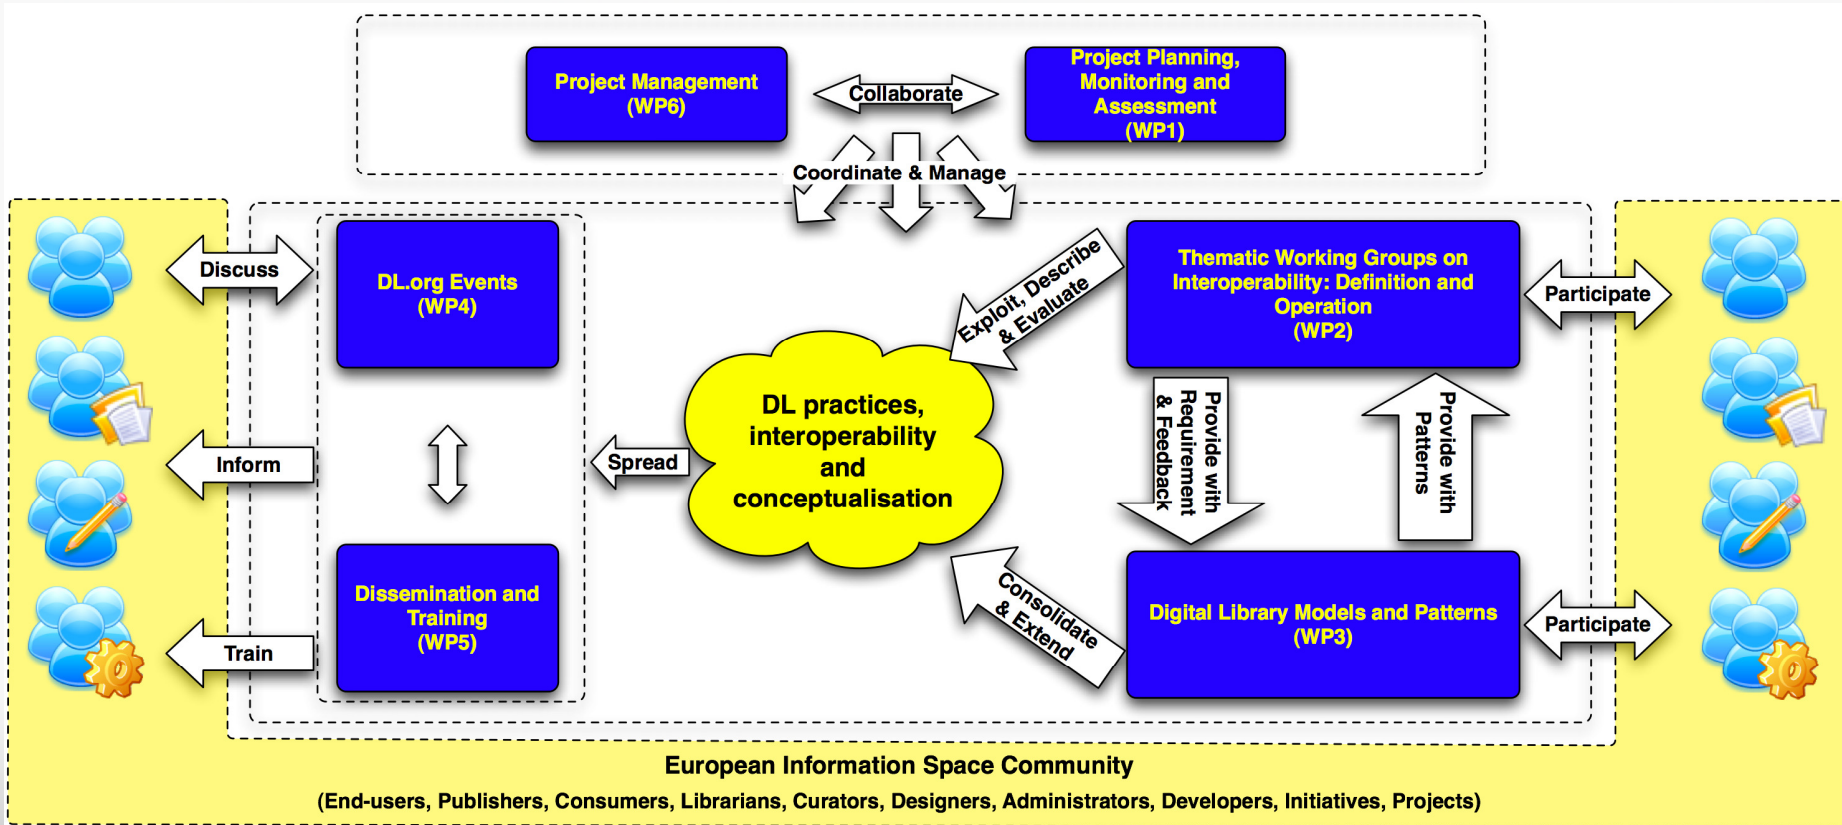 Project Management
(WP6)
Collaborate
Project Planning,
Monitoring and
Assessment
(WP1)
Coordinate & Manage
Discuss
DL.org Events
(WP4)
Exploit, Describe
& Evaluate
Thematic Working Groups on
Interoperability: Definition and
Operation
(WP2)
Participate
Inform
Spread
DL practices,
interoperability
and
conceptualisation
Provide with
Requirement
& Feedback
Provide with
Patterns
Train
Dissemination and
Training
(WP5)
Consolidate
& Extend
Digital Library Models and Patterns
(WP3)
Participate
European Information Space Community
(End-users, Publishers, Consumers, Librarians, Curators, Designers, Administrators, Developers, Initiatives, Projects)